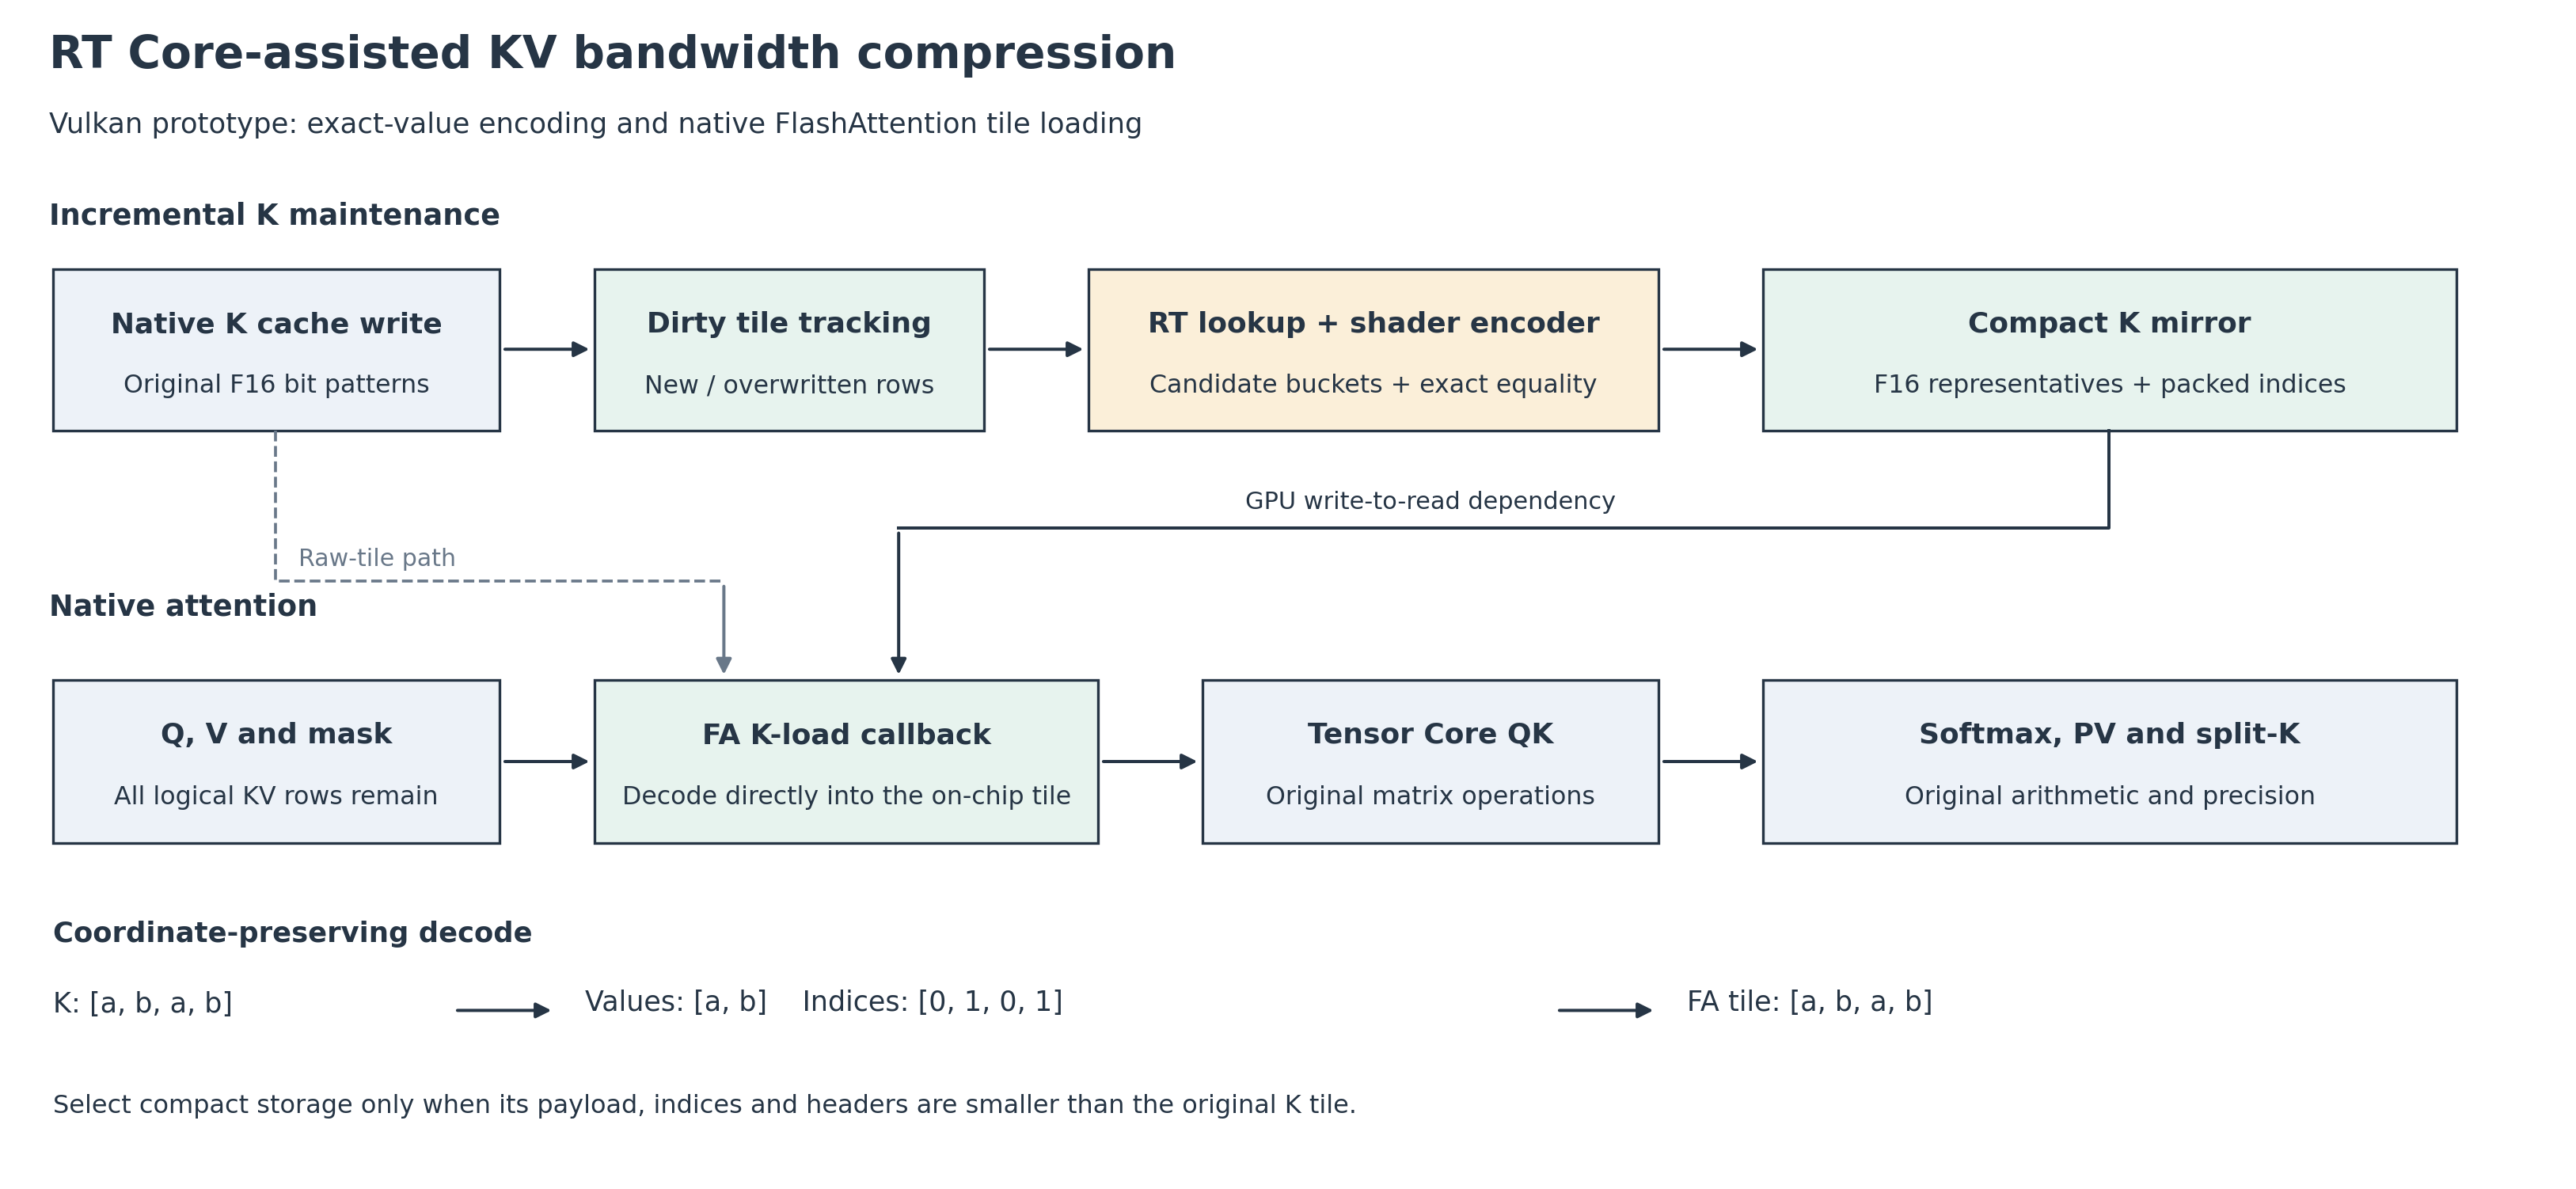 RT Core-assisted KV bandwidth compression
Vulkan prototype: exact-value encoding and native FlashAttention tile loading
Incremental K maintenance
Native K cache write
Original F16 bit patterns
Dirty tile tracking
New / overwritten rows
RT lookup + shader encoder
Candidate buckets + exact equality
Compact K mirror
F16 representatives + packed indices
GPU write-to-read dependency
Raw-tile path
Native attention
Q, V and mask
All logical KV rows remain
FA K-load callback
Decode directly into the on-chip tile
Tensor Core QK
Original matrix operations
Softmax, PV and split-K
Original arithmetic and precision
Coordinate-preserving decode
K: [a, b, a, b]
Values: [a, b]    Indices: [0, 1, 0, 1]
FA tile: [a, b, a, b]
Select compact storage only when its payload, indices and headers are smaller than the original K tile.